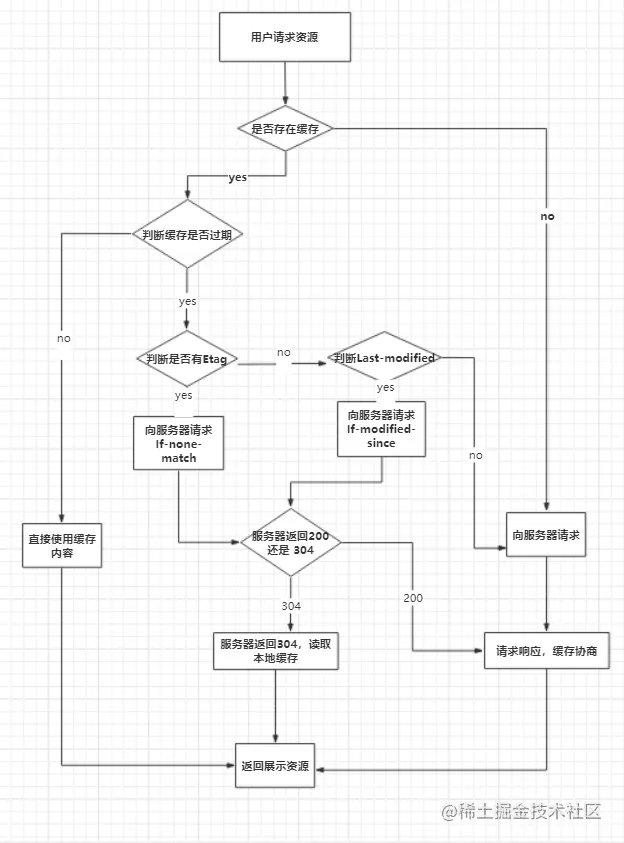 用户请求资源
是否存在缓存
yes
no
判断缓存是否过期
yes
no
判断是否有Etag
no
判断Last-modified
yes
yes
向服务器请求
If-none-
match
向服务器请求
If-modified-
since
no
直接使用缓存
内容
服务器返回200
还是 304
向服务器请求
304
200
服务器返回304，读取
本地缓存
请求响应，缓存协商
返回展示资源
@稀土掘金技术社区